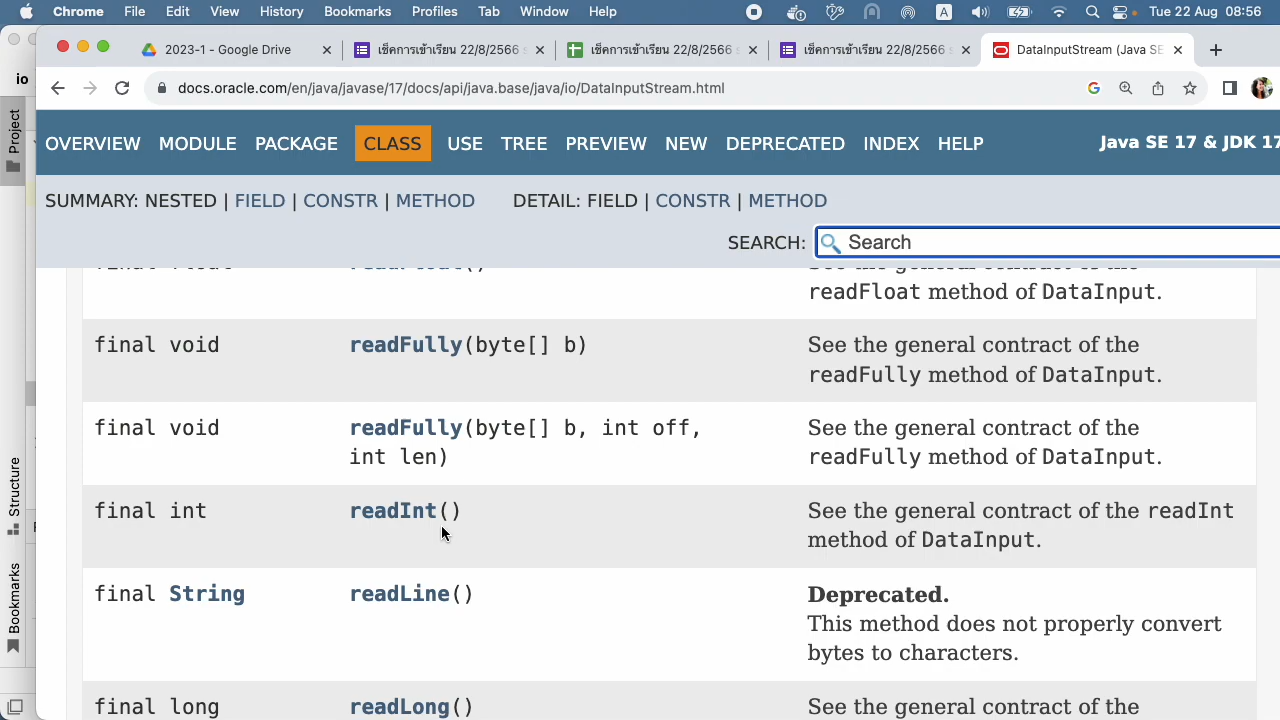 Chrome File Edit View History Bookmarks Profiles Tab Window Help A Tue 22 Aug 08:56
2023-1 - Google Drive เช็คการเข้าเรียน 22/8/2566 เช็คการเข้าเรียน 22/8/2566 เช็คการเข้าเรียน 22/8/2566 DataInputStream (Java SE
io
docs.oracle.com/en/java/javase/17/docs/api/java.base/java/io/DataInputStream.html
Project
OVERVIEW MODULE PACKAGE CLASS USE TREE PREVIEW NEW DEPRECATED INDEX HELP Java SE 17 & JDK 17
SUMMARY: NESTED | FIELD | CONSTR | METHOD DETAIL: FIELD | CONSTR | METHOD
SEARCH: Search
readFloat method of DataInput.
final void readFully(byte[] b) See the general contract of the
readFully method of DataInput.
final void readFully(byte[] b, int off, See the general contract of the
int len) readFully method of DataInput.
Structure
final int readInt() See the general contract of the readInt
method of DataInput.
Bookmarks
final String readLine() Deprecated.
This method does not properly convert
bytes to characters.
final long readLong() See the general contract of the